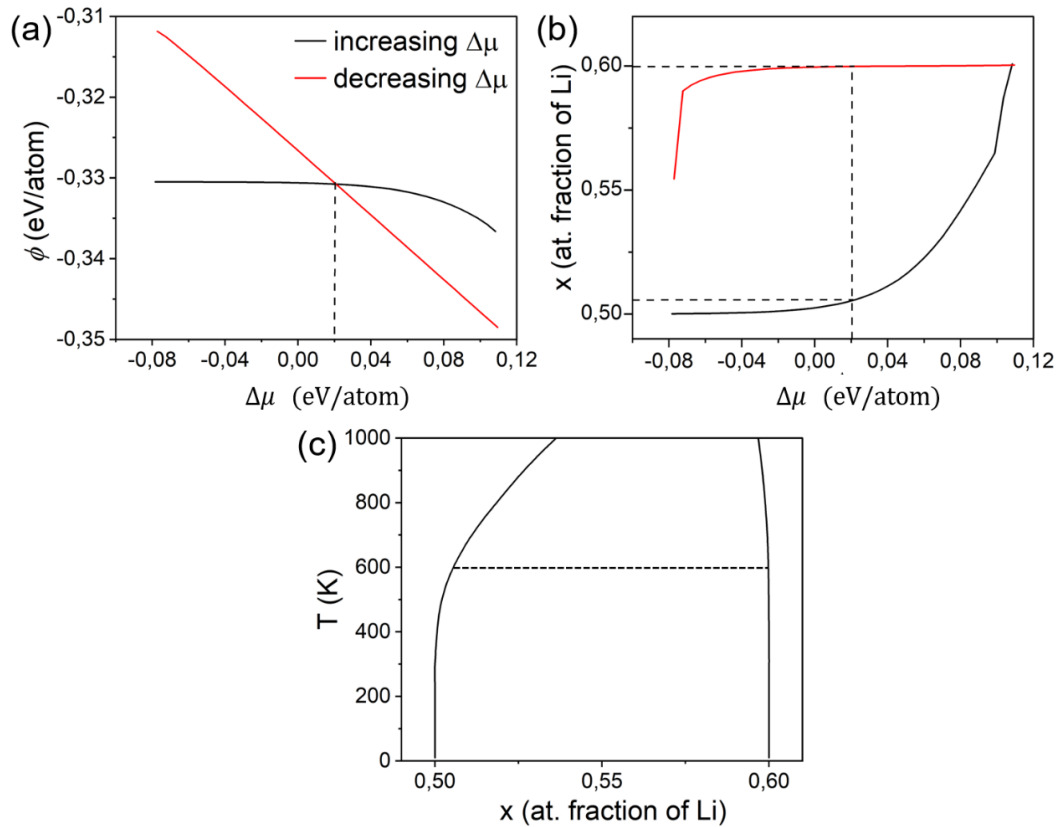 (a)
-0,31
-0,32
-0,33
-0,34
-0,35
ϕ (eV/atom)
increasing Δμ
decreasing Δμ
-0,08 -0,04 0,00 0,04 0,08 0,12
Δμ (eV/atom)
(b)
0,60
0,55
0,50
x (at. fraction of Li)
-0,08 -0,04 0,00 0,04 0,08 0,12
Δμ (eV/atom)
(c)
1000
800
600
400
200
0
T (K)
0,50 0,55 0,60
x (at. fraction of Li)